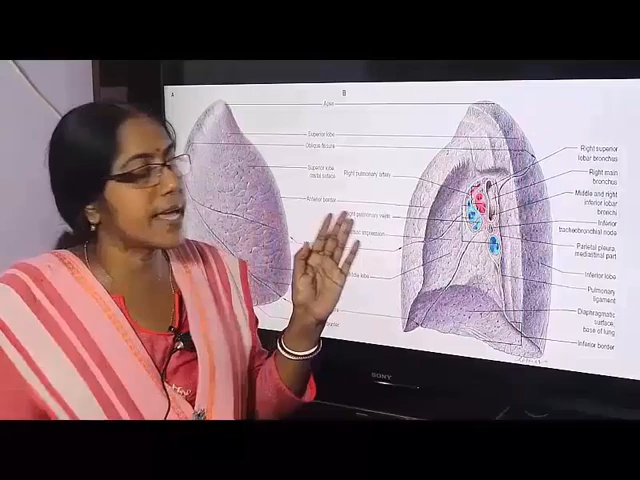 A
B
Apex
Superior lobe
Oblique fissure
Superior lobe,
costal surface
Right pulmonary artery
Anterior border
Right pulmonary veins
impression
lobe
Right superior
lobar bronchus
Right main
bronchus
Middle and right
inferior lobar
bronchi
Inferior
tracheobronchial node
Parietal pleura,
mediastinal part
Inferior lobe
Pulmonary
ligament
Diaphragmatic
surface,
base of lung
Inferior border
SONY